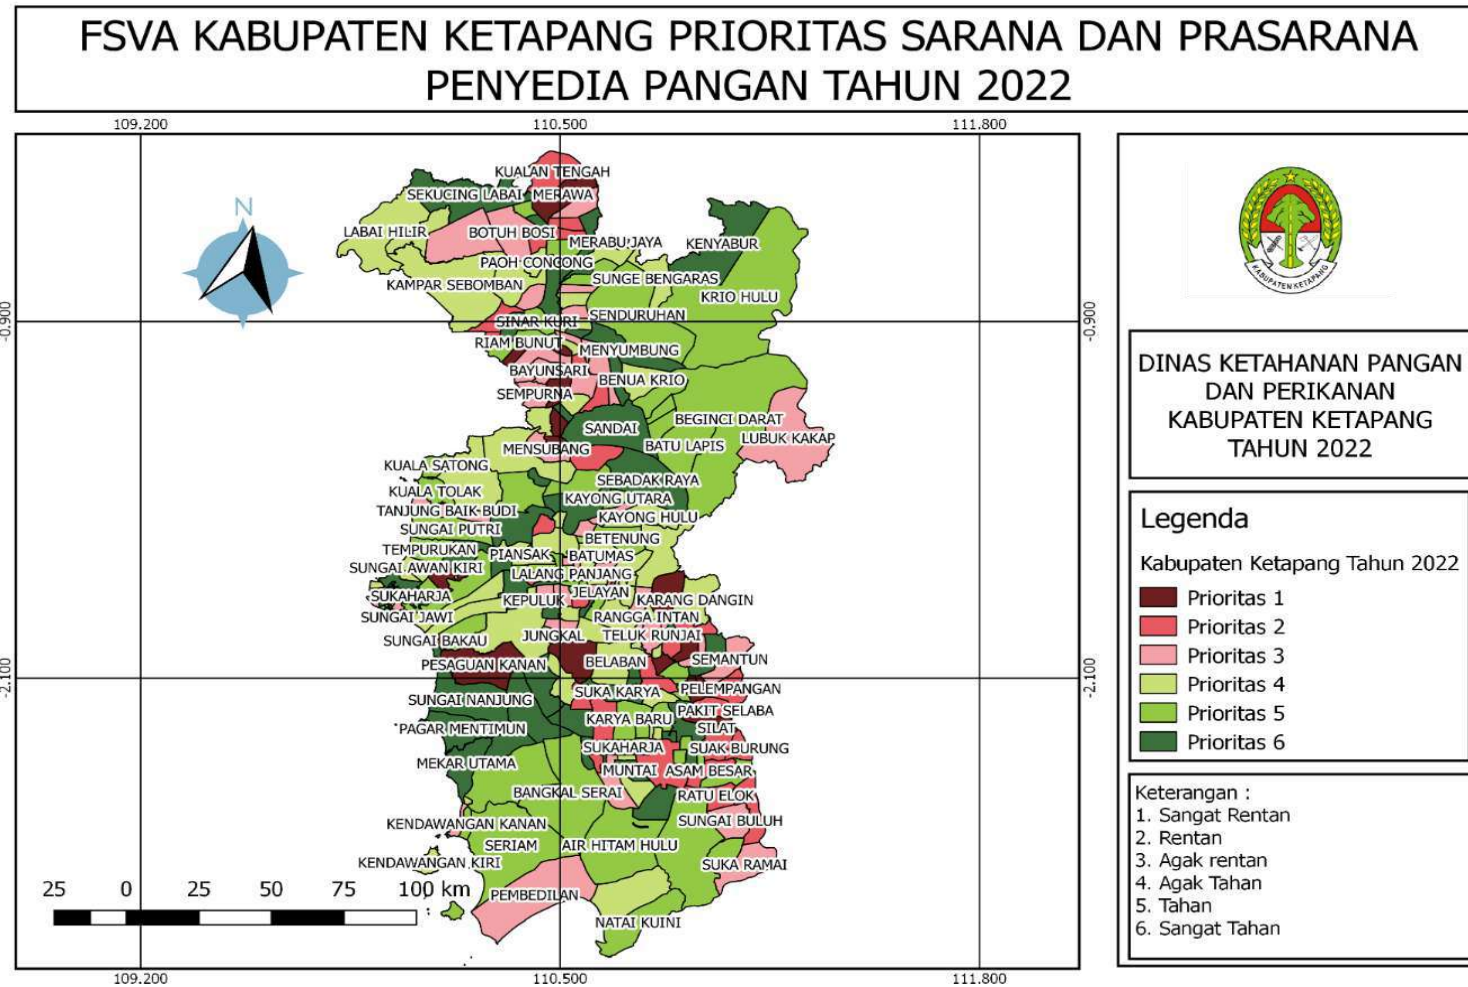 FSVA KABUPATEN KETAPANG PRIORITAS SARANA DAN PRASARANA
PENYEDIA PANGAN TAHUN 2022
109.200
110.500
111.800
N
KUALAN TENGAH
SEKUCING LABAI
MERAWA
LABAI HILIR
BOTUH BOSI
MERABU JAYA
KENYABUR
PAOH CONCONG
KAMPAR SEBOMBAN
SUNGE BENGARAS
KRIO HULU
-0.900
-0.900
SINAR KURI
SENDURUHAN
RIAM BUNUT
MENYUMBUNG
BAYUNSARI
BENUA KRIO
SEMPURNA
BEGINCI DARAT
SANDAI
LUBUK KAKAP
MENSUBANG
BATU LAPIS
KUALA SATONG
SEBADAK RAYA
KUALA TOLAK
KAYONG UTARA
TANJUNG BAIK BUDI
KAYONG HULU
SUNGAI PUTRI
BETENUNG
TEMPURUKAN
PIANSAK
BATUMAS
SUNGAI AWAN KIRI
LALANG PANJANG
SUKAHARJA
KEPULUK
JELAYAN
KARANG DANGIN
SUNGAI JAWI
RANGGA INTAN
SUNGAI BAKAU
JUNGKAL
TELUK RUNJAI
PESAGUAN KANAN
BELABAN
SEMANTUN
-2.100
-2.100
SUNGAI NANJUNG
SUKA KARYA
PELEMPANGAN
PAKIT SELABA
PAGAR MENTIMUN
KARYA BARU
SILAT
SUKAHARJA
SUAK BURUNG
MEKAR UTAMA
MUNTAI
ASAM BESAR
BANGKAL SERAI
RATU ELOK
KENDAWANGAN KANAN
SUNGAI BULUH
SERIAM
AIR HITAM HULU
KENDAWANGAN KIRI
SUKA RAMAI
PEMBEDILAN
NATAI KUINI
25 0 25 50 75 100 km
109.200
110.500
111.800
KABUPATEN KETAPANG
DINAS KETAHANAN PANGAN
DAN PERIKANAN
KABUPATEN KETAPANG
TAHUN 2022
Legenda
Kabupaten Ketapang Tahun 2022
Prioritas 1
Prioritas 2
Prioritas 3
Prioritas 4
Prioritas 5
Prioritas 6
Keterangan :
1. Sangat Rentan
2. Rentan
3. Agak rentan
4. Agak Tahan
5. Tahan
6. Sangat Tahan